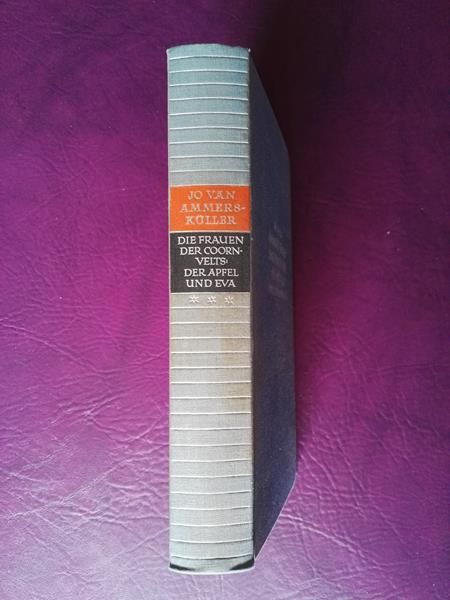 JO VAN
AMMERS-
KÜLLER
DIE FRAUEN
DER COORN-
VELTS:
DER APFEL
UND EVA
* * *